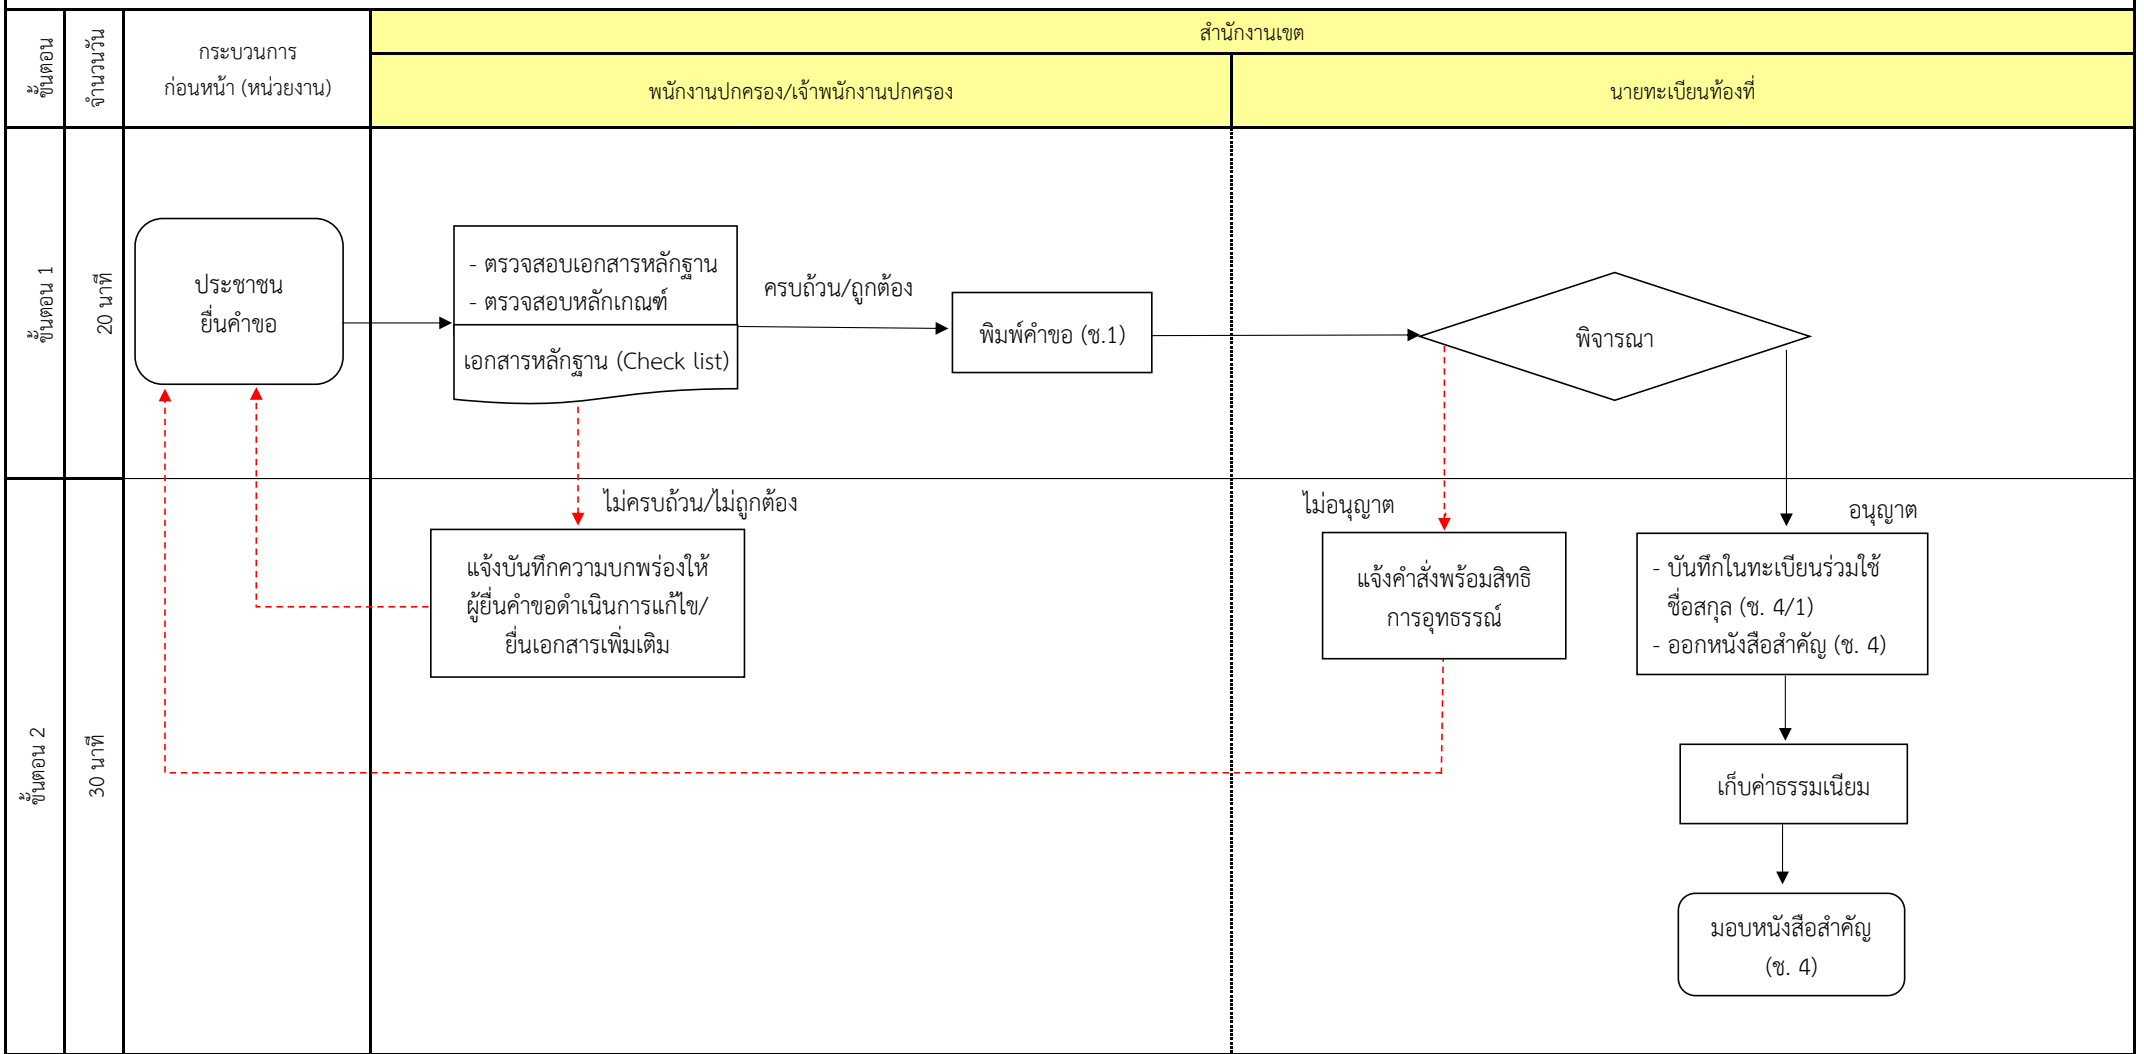 ขั้นตอน
จำนวนวัน
กระบวนการ
ก่อนหน้า (หน่วยงาน)
สำนักงานเขต
พนักงานปกครอง/เจ้าพนักงานปกครอง
นายทะเบียนท้องที่
ขั้นตอน 1
20 นาที
ประชาชน
ยื่นคำขอ
- ตรวจสอบเอกสารหลักฐาน
- ตรวจสอบหลักเกณฑ์
เอกสารหลักฐาน (Check list)
ครบถ้วน/ถูกต้อง
พิมพ์คำขอ (ช.1)
พิจารณา
ขั้นตอน 2
30 นาที
ไม่ครบถ้วน/ไม่ถูกต้อง
แจ้งบันทึกความบกพร่องให้
ผู้ยื่นคำขอดำเนินการแก้ไข/
ยื่นเอกสารเพิ่มเติม
ไม่อนุญาต
แจ้งคำสั่งพร้อมสิทธิ
การอุทธรรณ์
อนุญาต
- บันทึกในทะเบียนร่วมใช้
ชื่อสกุล (ช. 4/1)
- ออกหนังสือสำคัญ (ช. 4)
เก็บค่าธรรมเนียม
มอบหนังสือสำคัญ
(ช. 4)